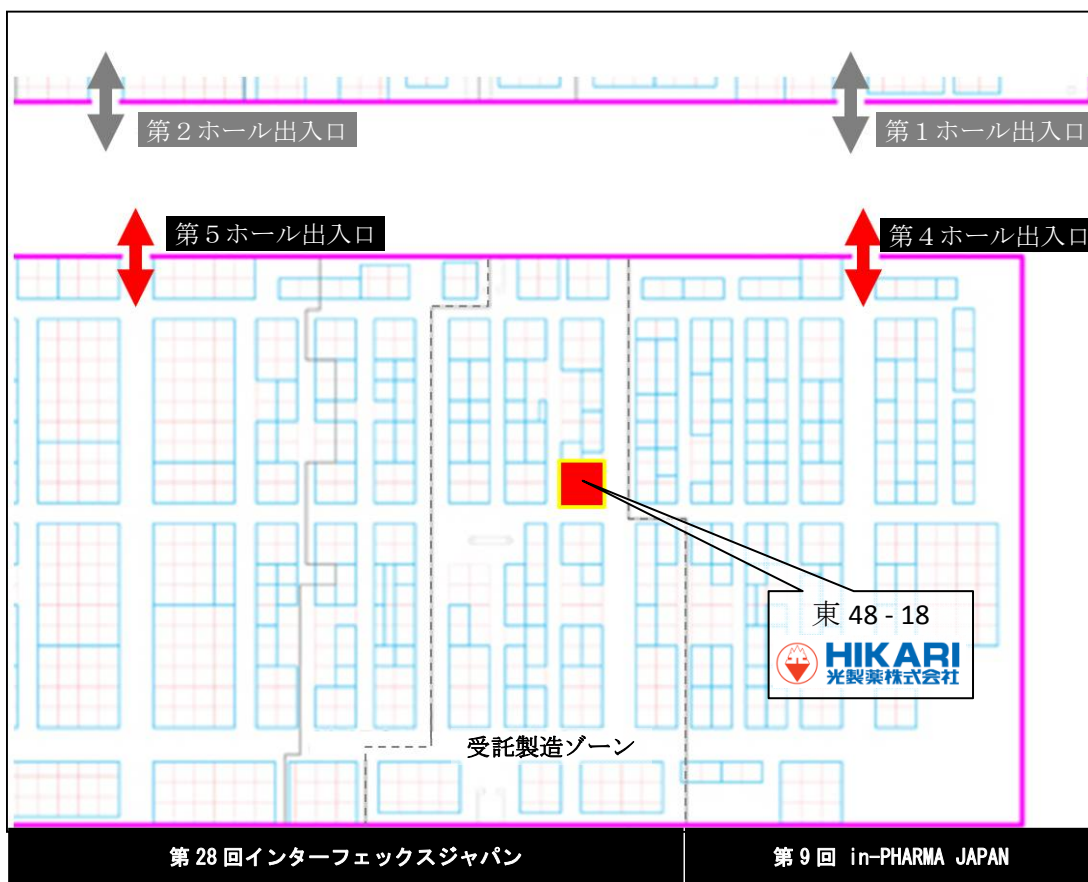 第２ホール出入口
第１ホール出入口
第５ホール出入口
第４ホール出入口
東 48 - 18
HIKARI
光製薬株式会社
受託製造ゾーン
第 28 回インターフェックスジャパン
第 9 回 in-PHARMA JAPAN